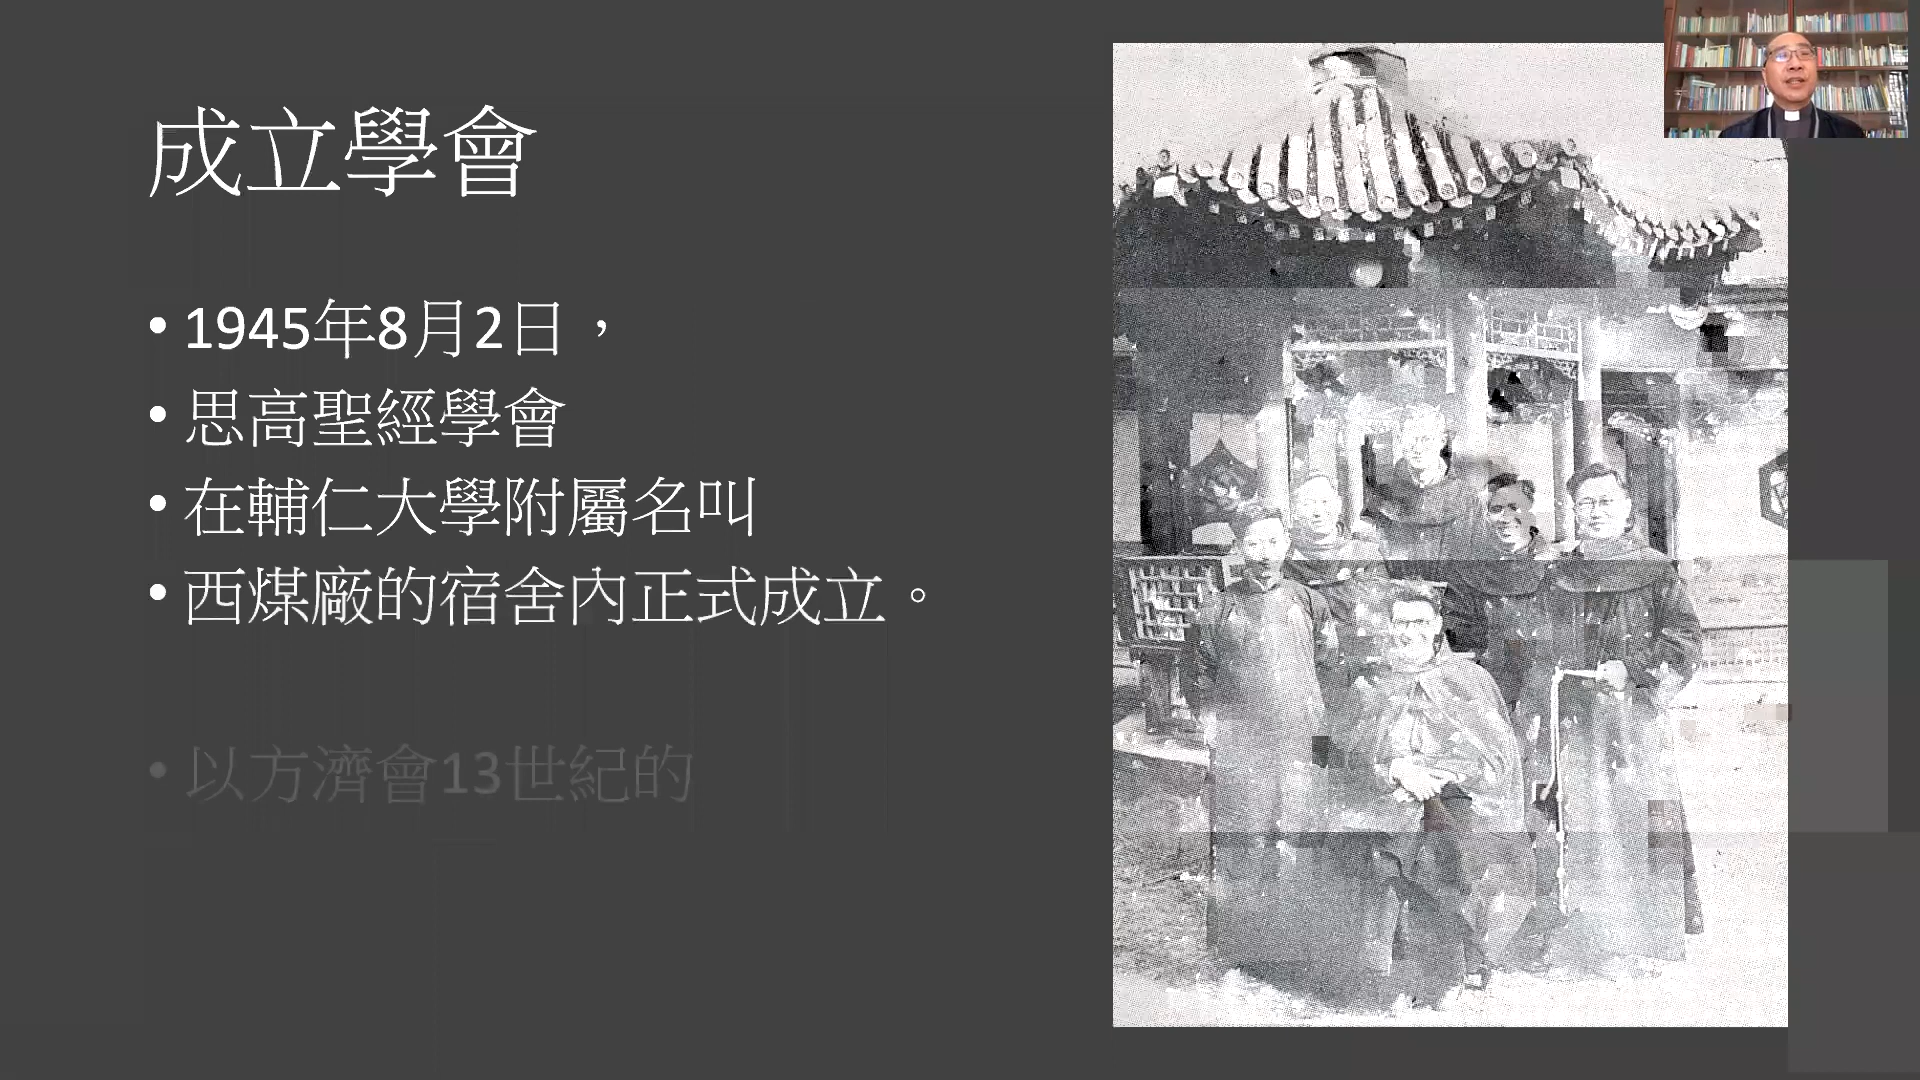 成立學會
• 1945年8月2日，
• 思高聖經學會
• 在輔仁大學附屬名叫
• 西煤廠的宿舍內正式成立。
• 以方濟會13世紀的